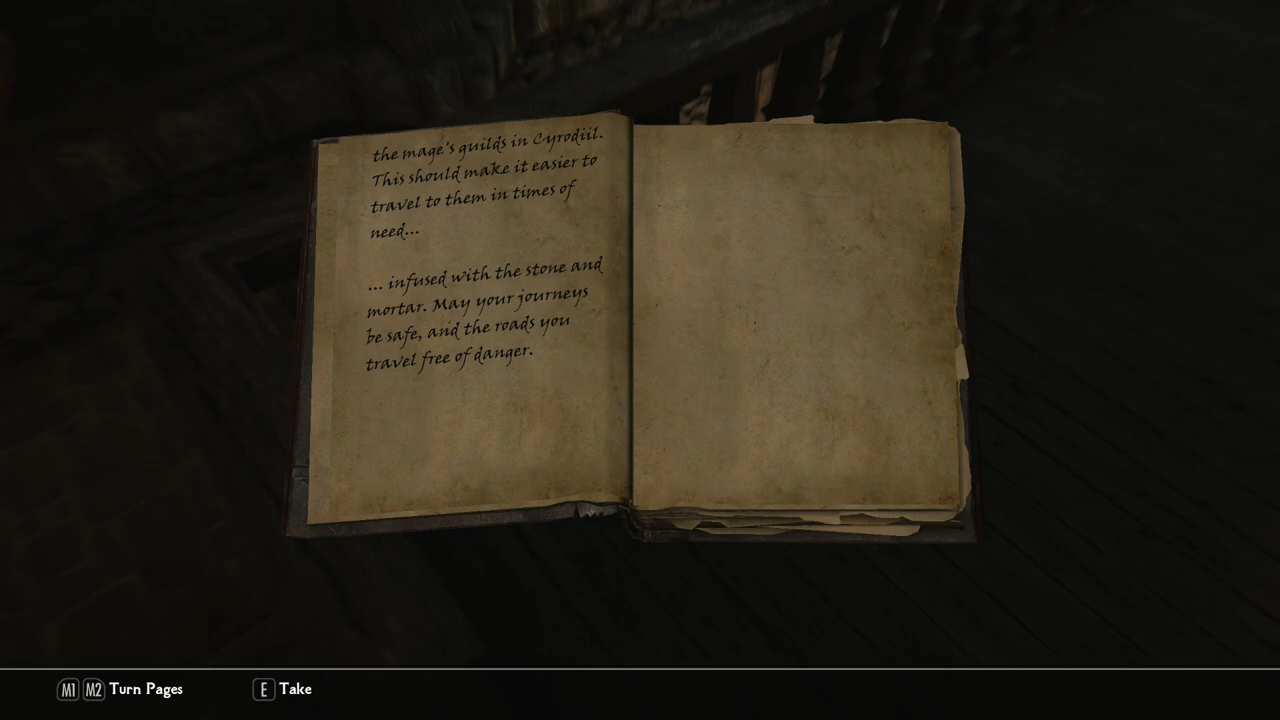 the mage's guilds in Cyrodiil.
This should make it easier to
travel to them in times of
need...
... infused with the stone and
mortar. May your journeys
be safe, and the roads you
travel free of danger.
M1 M2 Turn Pages
E Take